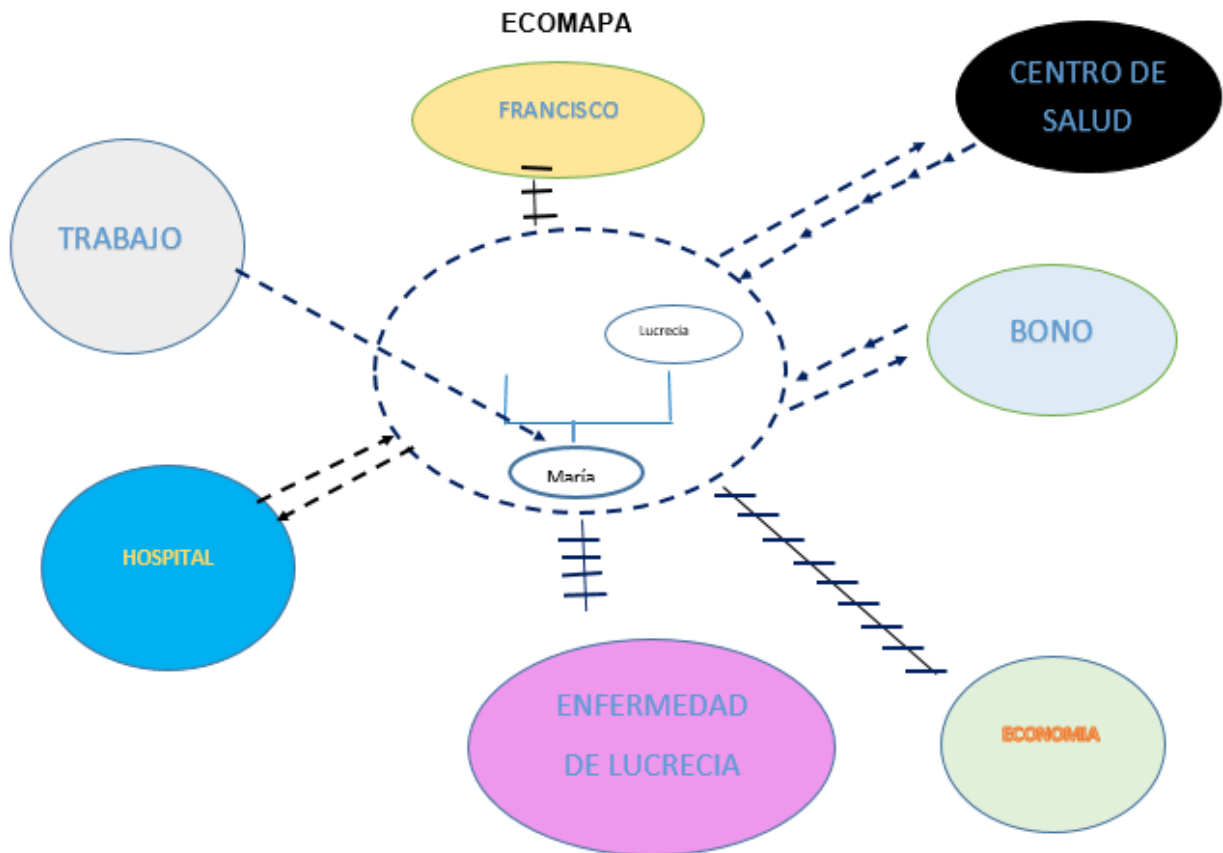 ECOMAPA
FRANCISCO
CENTRO DE
SALUD
TRABAJO
Lucrecia
BONO
María
HOSPITAL
ENFERMEDAD
DE LUCRECIA
ECONOMIA